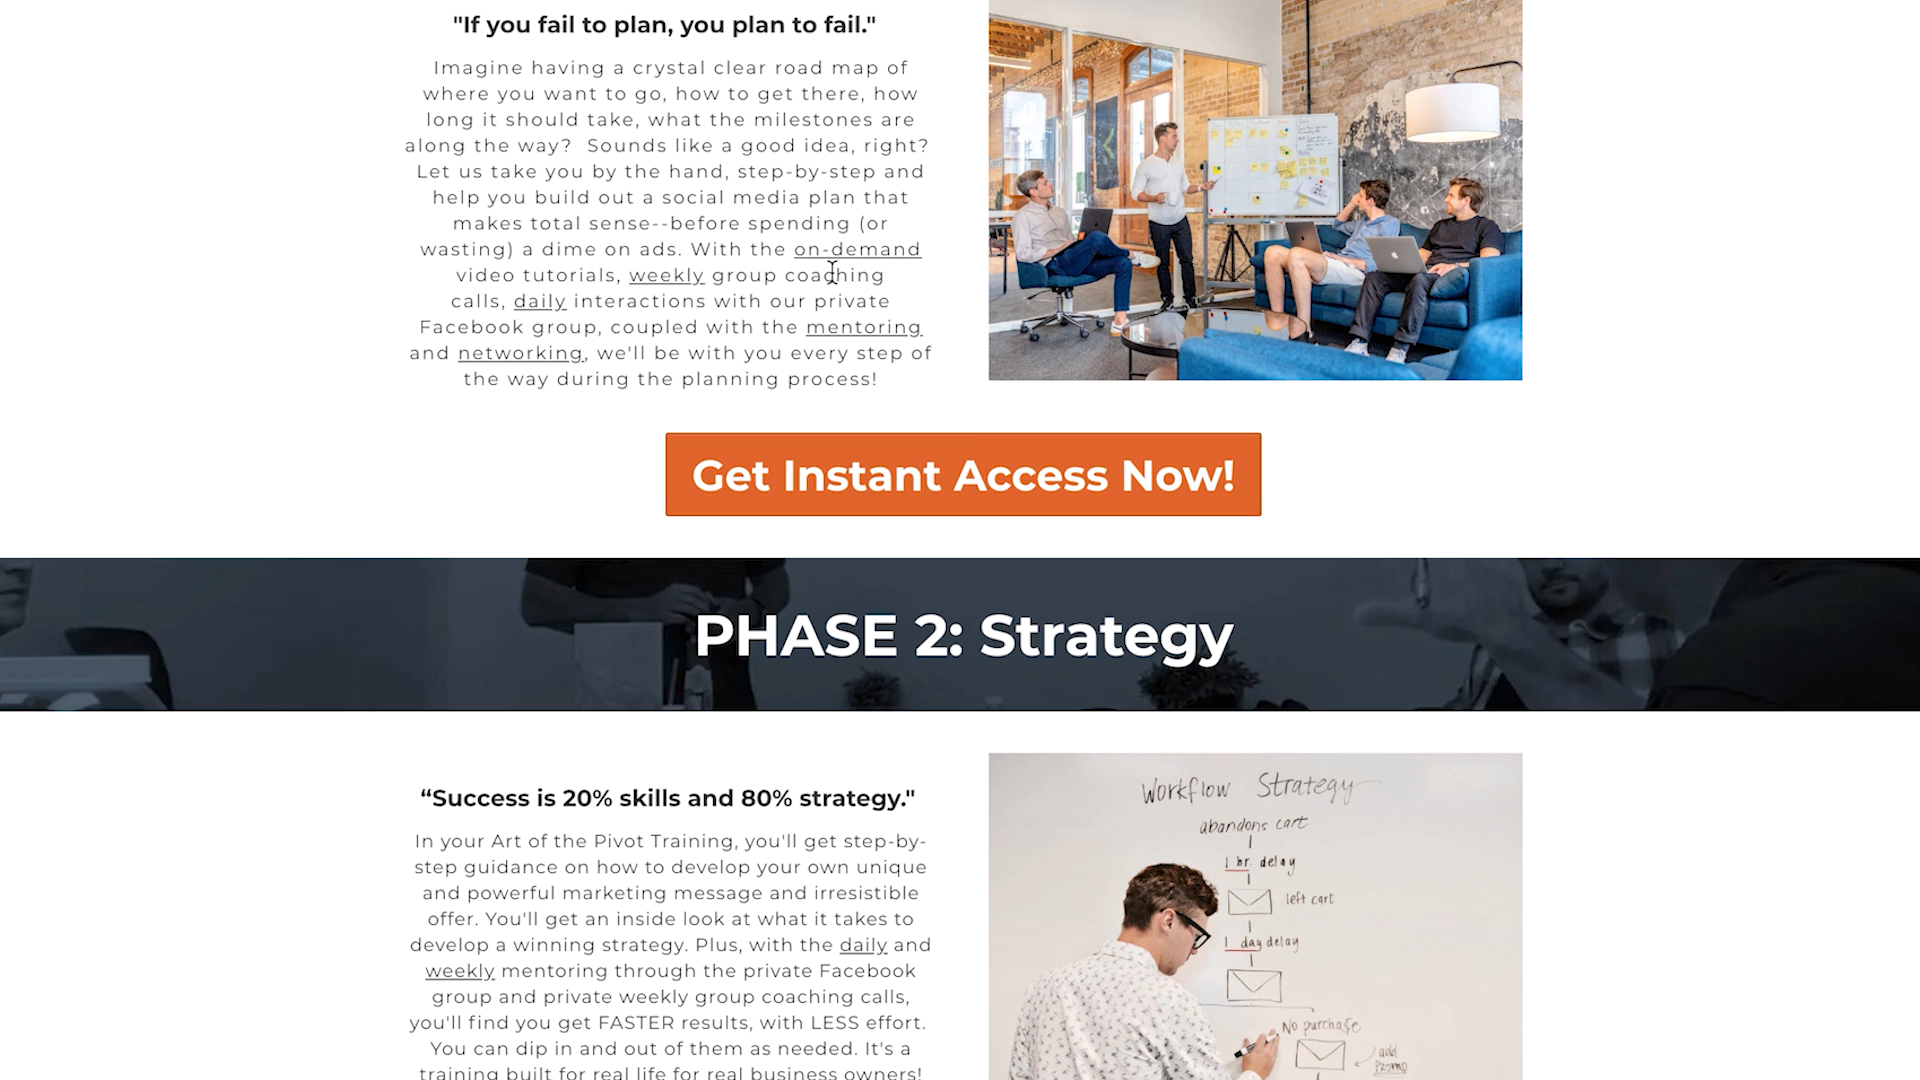 "If you fail to plan, you plan to fail."
Imagine having a crystal clear road map of
where you want to go, how to get there, how
long it should take, what the milestones are
along the way?  Sounds like a good idea, right?
Let us take you by the hand, step-by-step and
help you build out a social media plan that
makes total sense--before spending (or
wasting) a dime on ads. With the on-demand
video tutorials, weekly group coaching
calls, daily interactions with our private
Facebook group, coupled with the mentoring
and networking, we'll be with you every step of
the way during the planning process!
Get Instant Access Now!
PHASE 2: Strategy
“Success is 20% skills and 80% strategy."
In your Art of the Pivot Training, you'll get step-by-
step guidance on how to develop your own unique
and powerful marketing message and irresistible
offer. You'll get an inside look at what it takes to
develop a winning strategy. Plus, with the daily and
weekly mentoring through the private Facebook
group and private weekly group coaching calls,
you'll find you get FASTER results, with LESS effort.
You can dip in and out of them as needed. It's a
training built for real life for real business owners!
Workflow Strategy
abandons cart
1 hr. delay
left cart
1 day delay
No purchase
add
promo